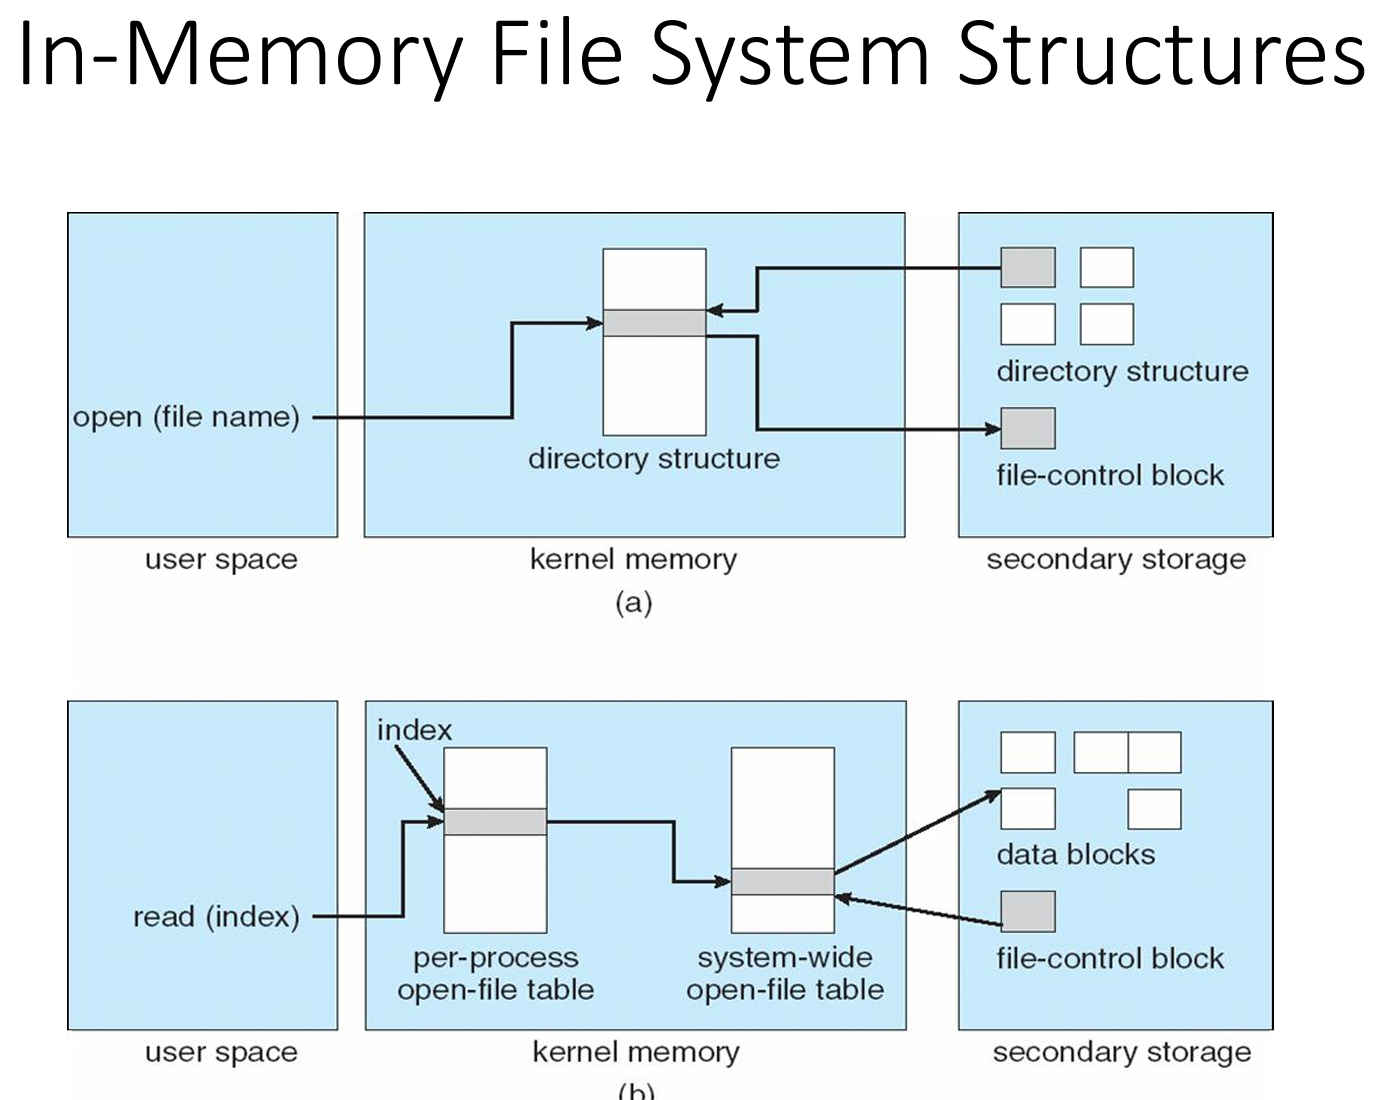 In-Memory File System Structures
open (file name)
directory structure
directory structure
file-control block
user space
kernel memory
secondary storage
(a)
index
read (index)
per-process
open-file table
system-wide
open-file table
data blocks
file-control block
user space
kernel memory
secondary storage
(b)